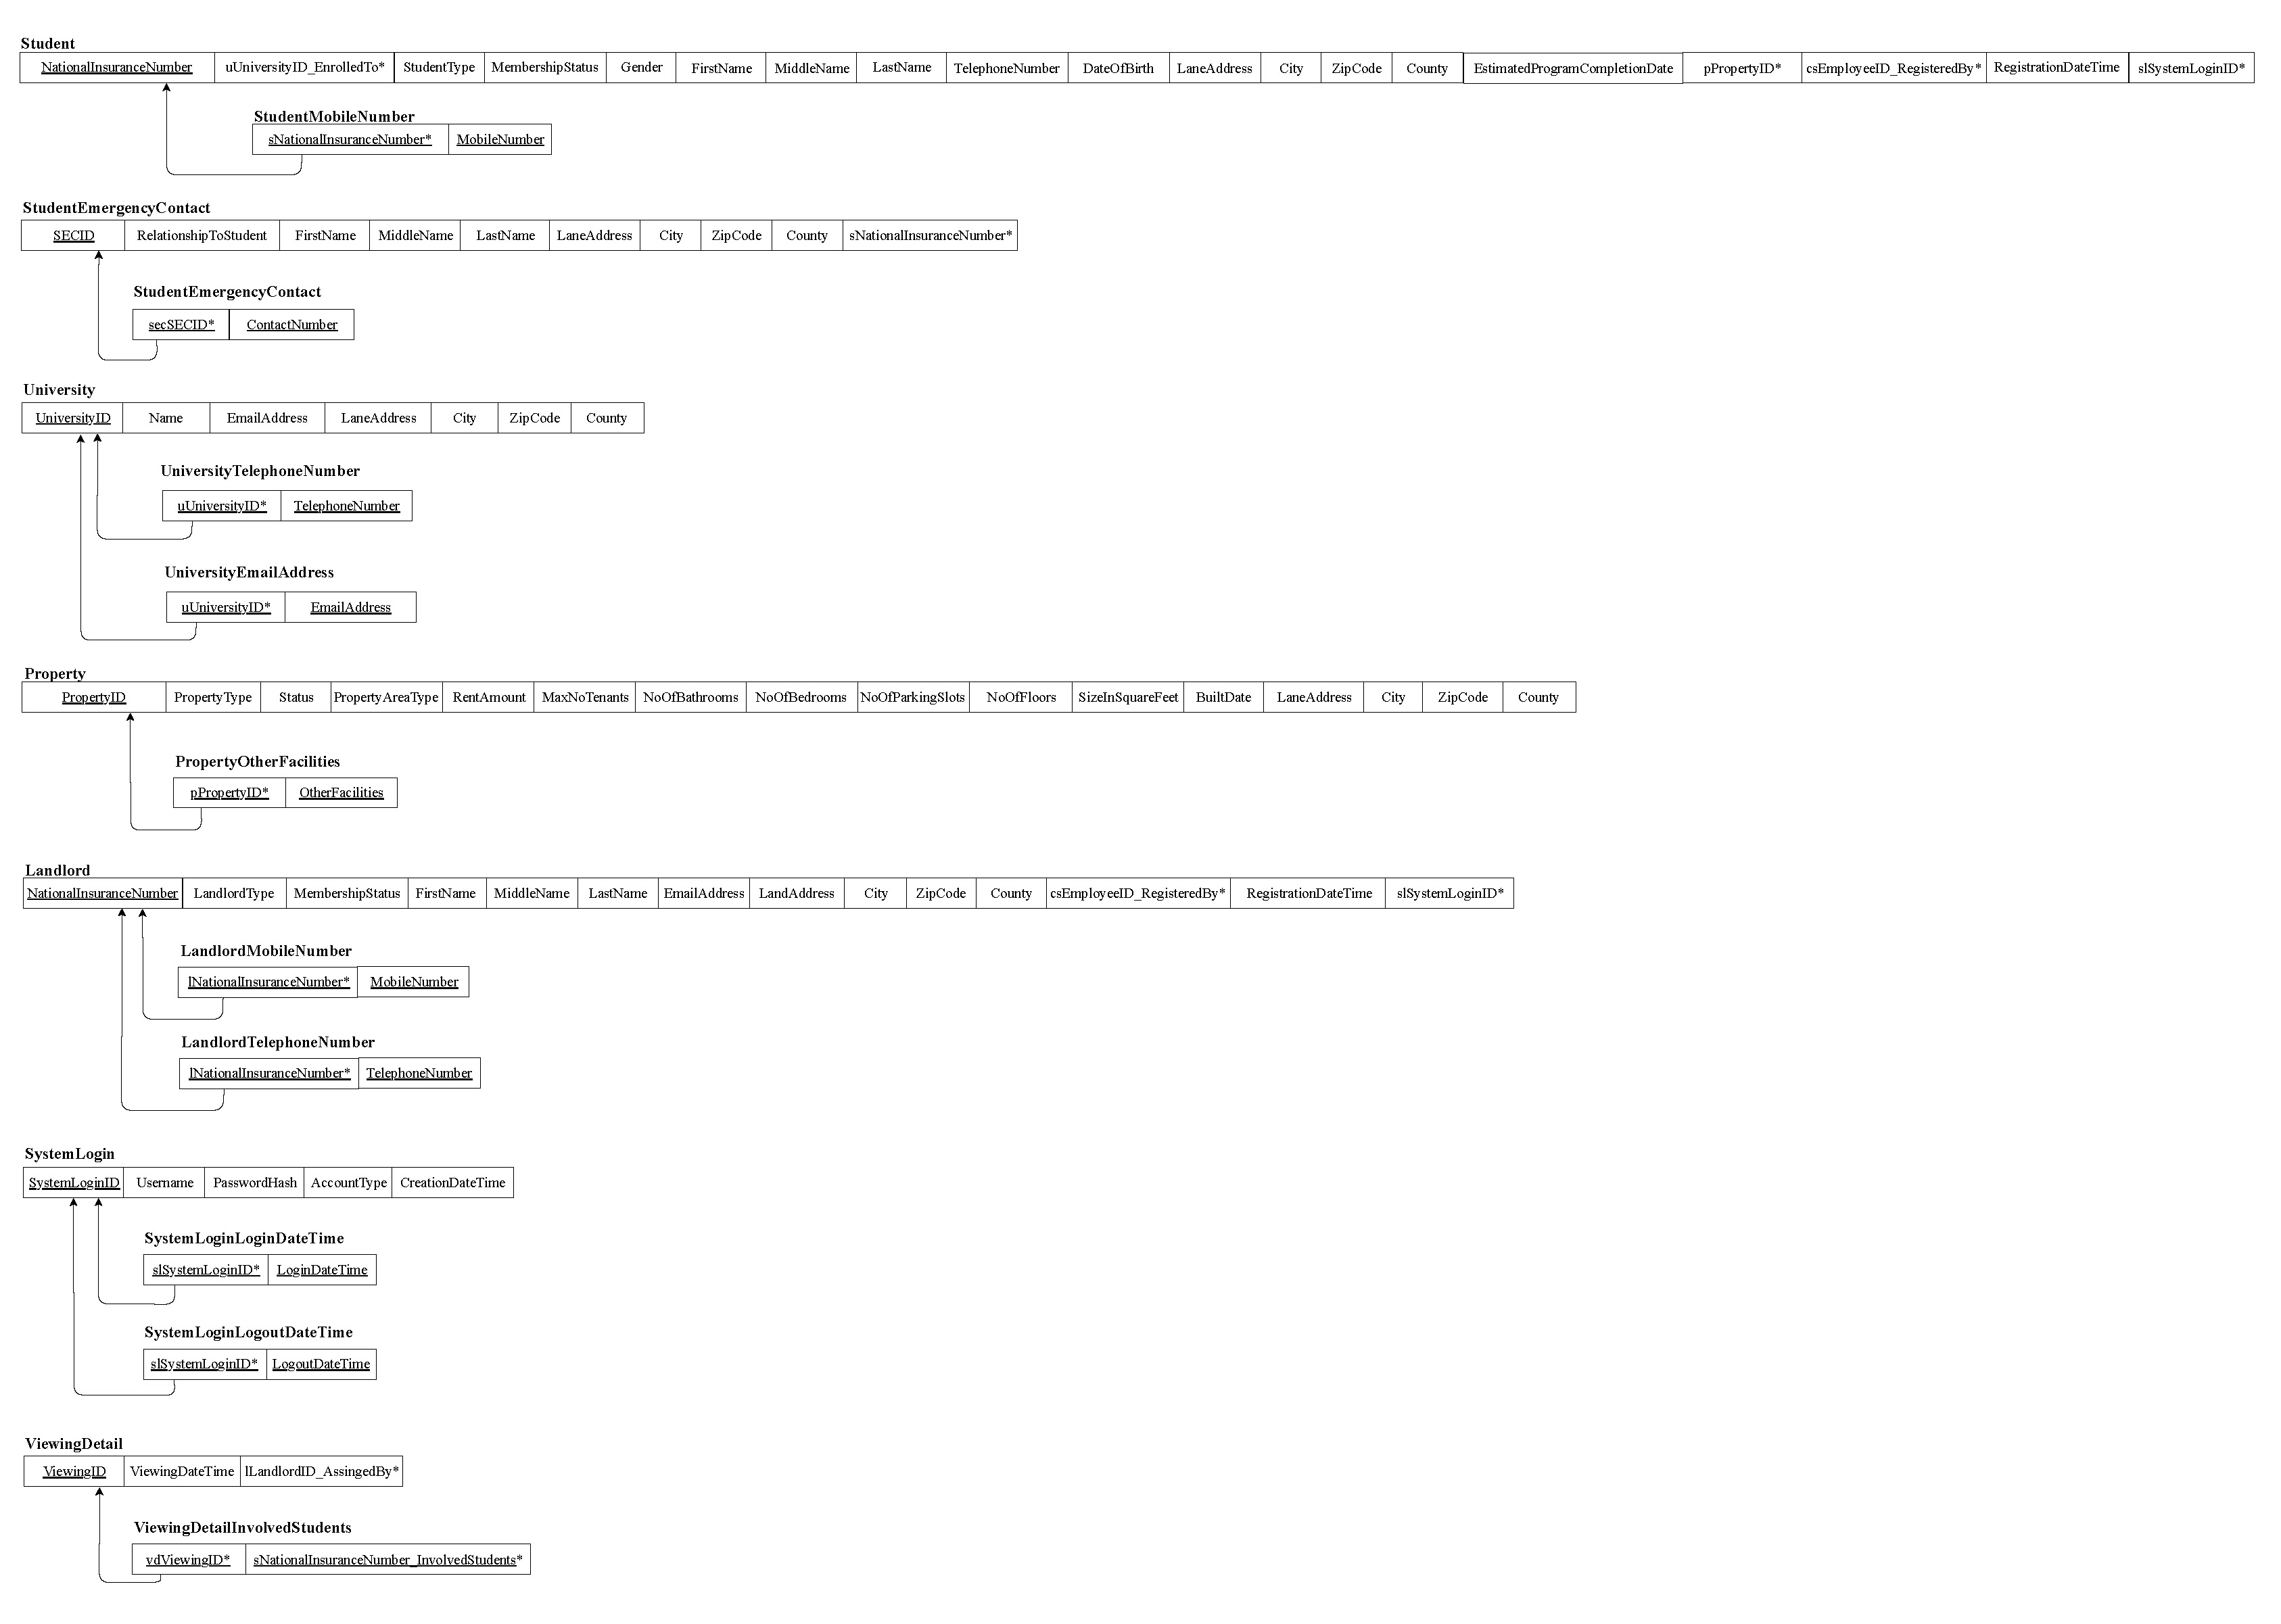 Student
NationalInsuranceNumber uUniversityID_EnrolledTo* StudentType MembershipStatus Gender FirstName MiddleName LastName TelephoneNumber DateOfBirth LaneAddress City ZipCode County EstimatedProgramCompletionDate pPropertyID* csEmployeeID_RegisteredBy* RegistrationDateTime slSystemLoginID*
StudentMobileNumber
sNationalInsuranceNumber* MobileNumber
StudentEmergencyContact
SECID RelationshipToStudent FirstName MiddleName LastName LaneAddress City ZipCode County sNationalInsuranceNumber*
StudentEmergencyContact
secSECID* ContactNumber
University
UniversityID Name EmailAddress LaneAddress City ZipCode County
UniversityTelephoneNumber
uUniversityID* TelephoneNumber
UniversityEmailAddress
uUniversityID* EmailAddress
Property
PropertyID PropertyType Status PropertyAreaType RentAmount MaxNoTenants NoOfBathrooms NoOfBedrooms NoOfParkingSlots NoOfFloors SizeInSquareFeet BuiltDate LaneAddress City ZipCode County
PropertyOtherFacilities
pPropertyID* OtherFacilities
Landlord
NationalInsuranceNumber LandlordType MembershipStatus FirstName MiddleName LastName EmailAddress LandAddress City ZipCode County csEmployeeID_RegisteredBy* RegistrationDateTime slSystemLoginID*
LandlordMobileNumber
lNationalInsuranceNumber* MobileNumber
LandlordTelephoneNumber
lNationalInsuranceNumber* TelephoneNumber
SystemLogin
SystemLoginID Username PasswordHash AccountType CreationDateTime
SystemLoginLoginDateTime
slSystemLoginID* LoginDateTime
SystemLoginLogoutDateTime
slSystemLoginID* LogoutDateTime
ViewingDetail
ViewingID ViewingDateTime lLandlordID_AssingedBy*
ViewingDetailInvolvedStudents
vdViewingID* sNationalInsuranceNumber_InvolvedStudents*